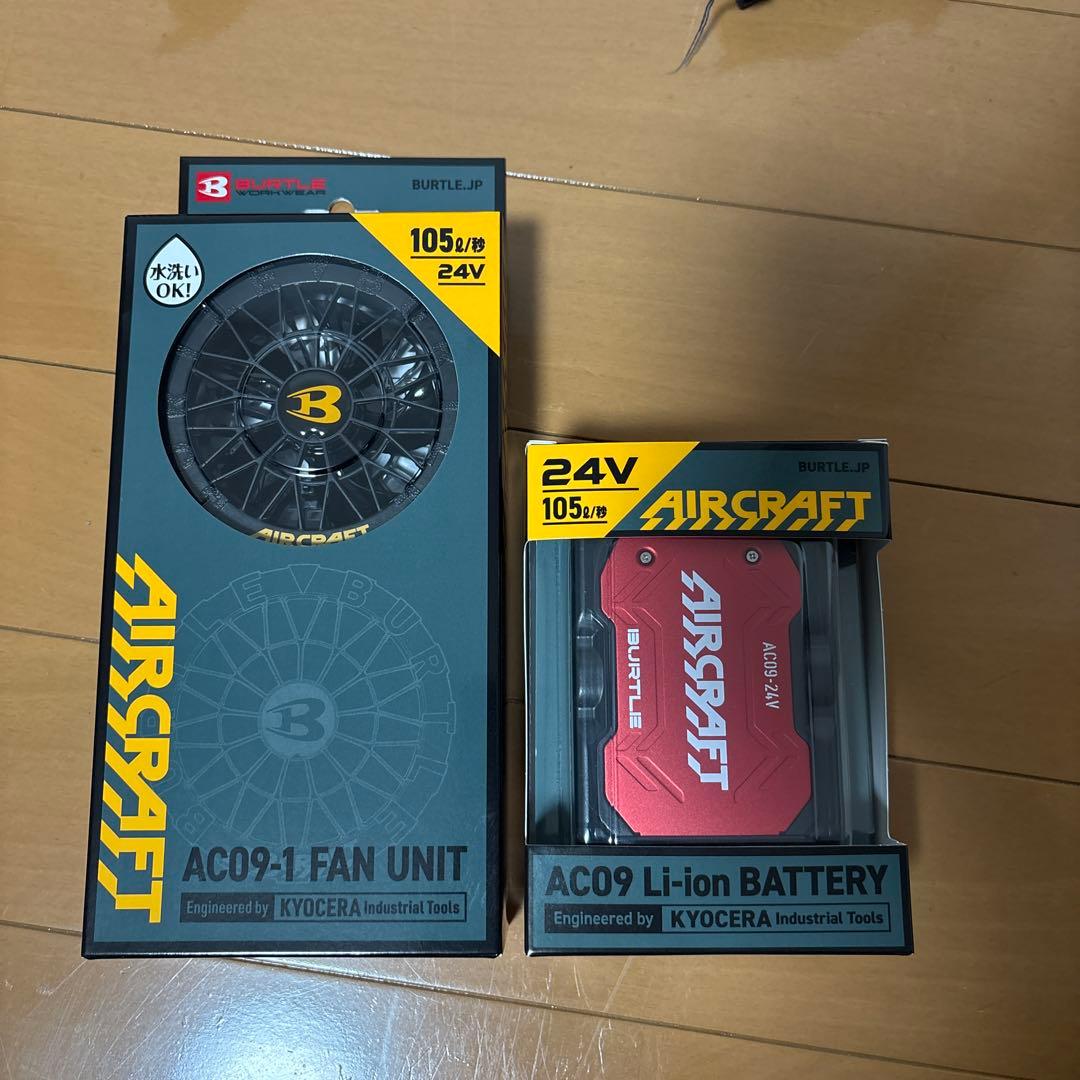 BURTLE
WORKWEAR
BURTLE.JP
水洗い
OK!
105ℓ/秒
24V
B
AIRCRAFT
AIRCRAFT
BURTLE
AC09-1 FAN UNIT
Engineered by KYOCERA Industrial Tools
24V
105ℓ/秒
BURTLE.JP
AIRCRAFT
AIRCRAFT
BURTLE
AC09-24V
AC09 Li-ion BATTERY
Engineered by KYOCERA Industrial Tools